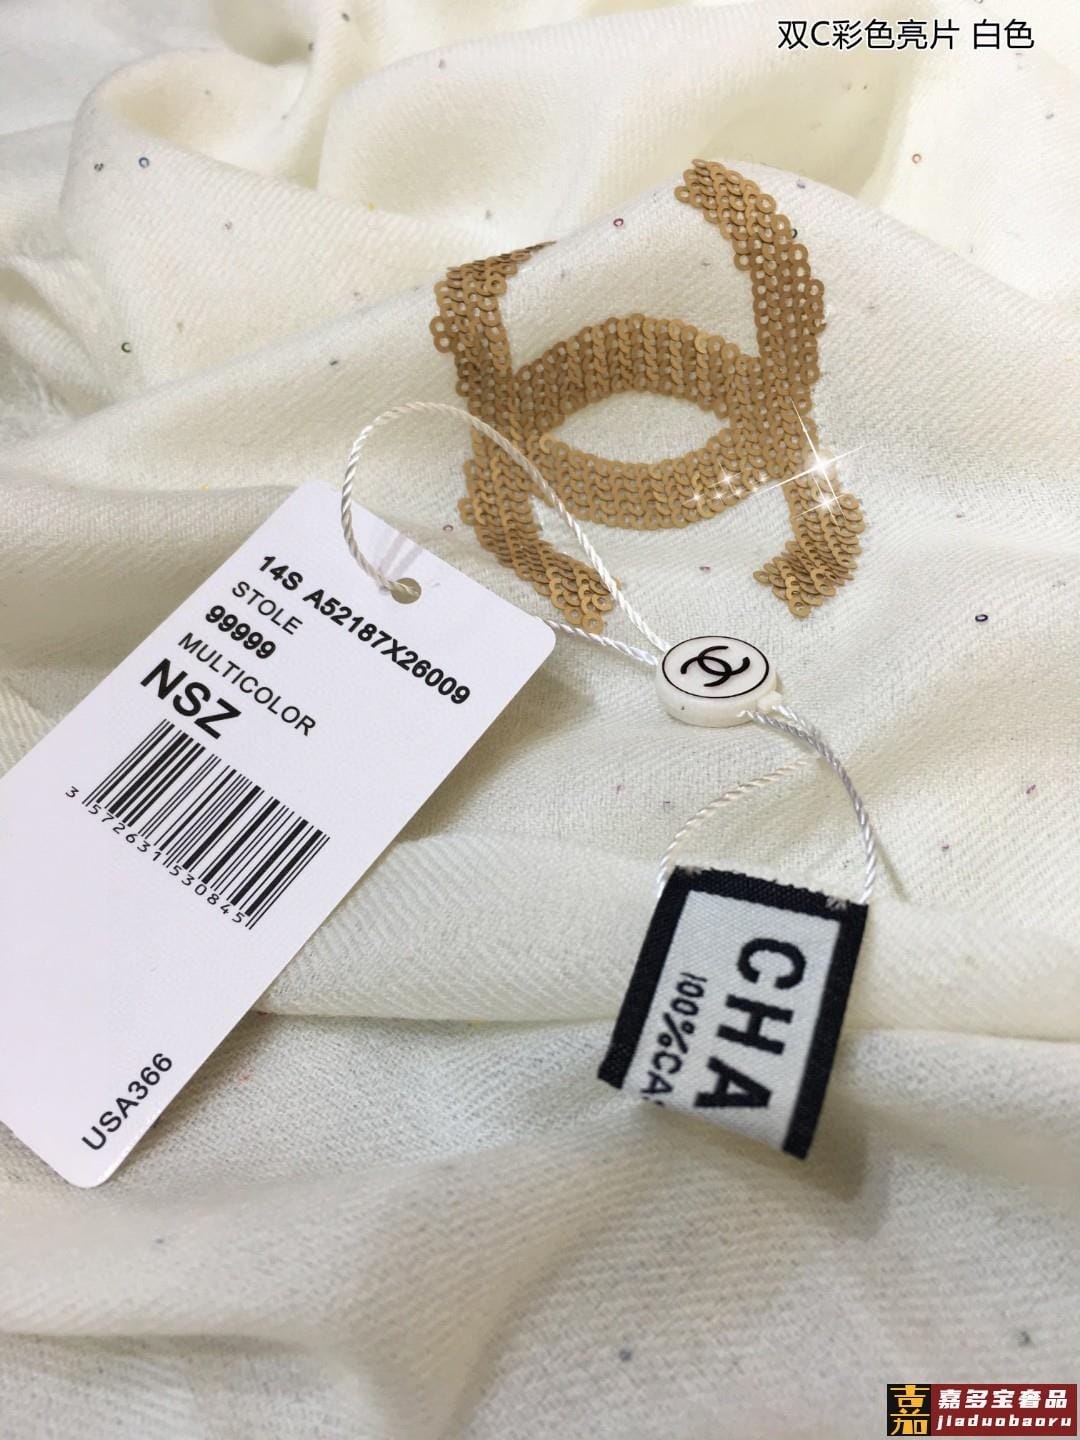 双C彩色亮片 白色
14S A52187X26009
STOLE
99999
MULTICOLOR
NSZ
3 572631 530845
USA366
CHA
100%CA
嘉多宝奢品
jiaduobaoru